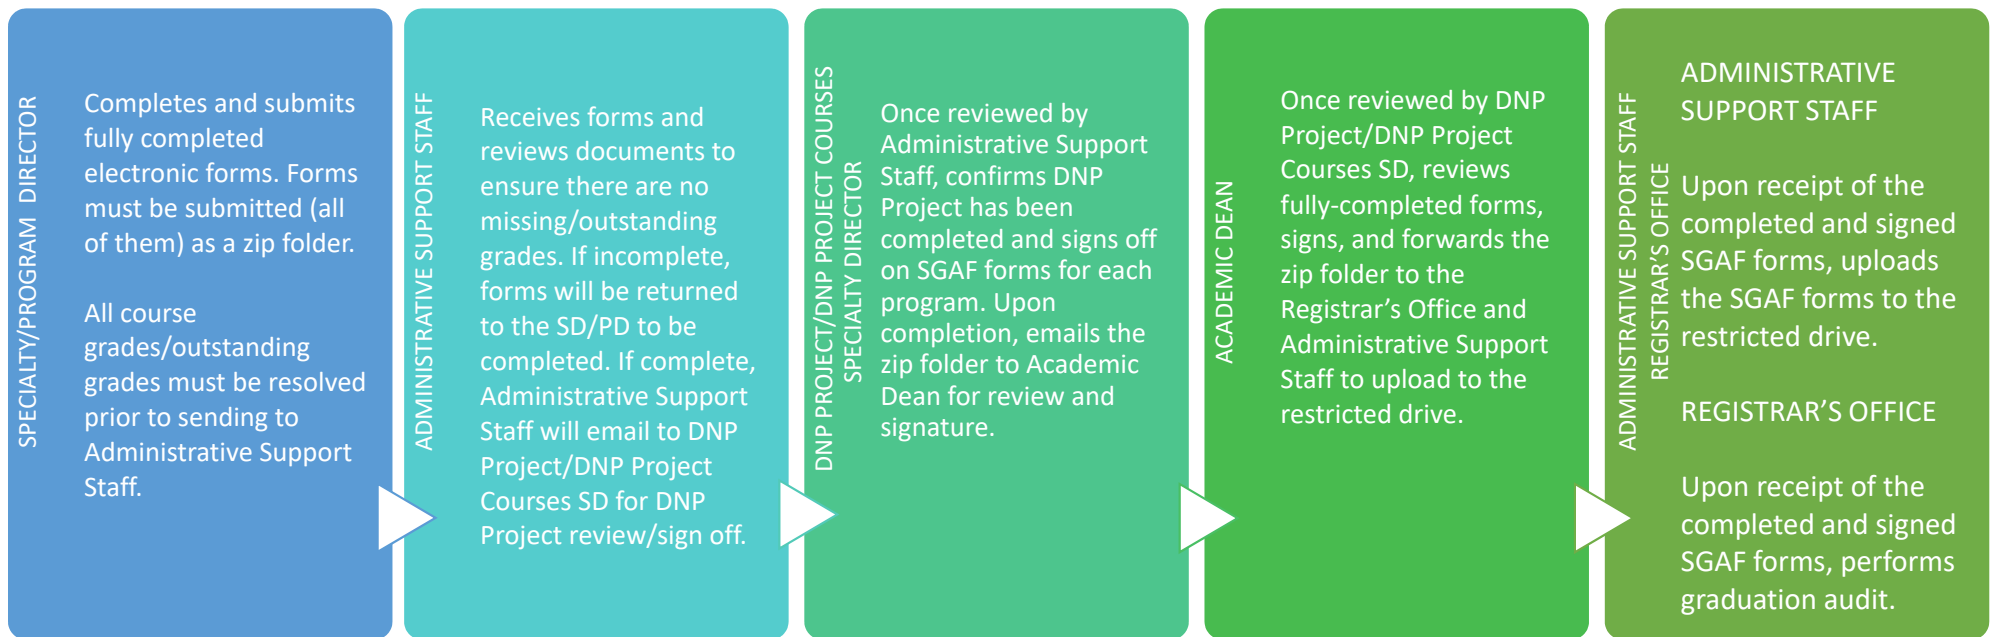 SPECIALTY/PROGRAM DIRECTOR
Completes and submits
fully completed
electronic forms. Forms
must be submitted (all
of them) as a zip folder.
All course
grades/outstanding
grades must be resolved
prior to sending to
Administrative Support
Staff.
ADMINISTRATIVE SUPPORT STAFF
Receives forms and
reviews documents to
ensure there are no
missing/outstanding
grades. If incomplete,
forms will be returned
to the SD/PD to be
completed. If complete,
Administrative Support
Staff will email to DNP
Project/DNP Project
Courses SD for DNP
Project review/sign off.
DNP PROJECT/DNP PROJECT COURSES
SPECIALTY DIRECTOR
Once reviewed by
Administrative Support
Staff, confirms DNP
Project has been
completed and signs off
on SGAF forms for each
program. Upon
completion, emails the
zip folder to Academic
Dean for review and
signature.
ACADEMIC DEAN
Once reviewed by DNP
Project/DNP Project
Courses SD, reviews
fully-completed forms,
signs, and forwards the
zip folder to the
Registrar’s Office and
Administrative Support
Staff to upload to the
restricted drive.
ADMINISTRATIVE SUPPORT STAFF
REGISTRAR’S OFFICE
ADMINISTRATIVE
SUPPORT STAFF
Upon receipt of the
completed and signed
SGAF forms, uploads
the SGAF forms to the
restricted drive.
REGISTRAR’S OFFICE
Upon receipt of the
completed and signed
SGAF forms, performs
graduation audit.